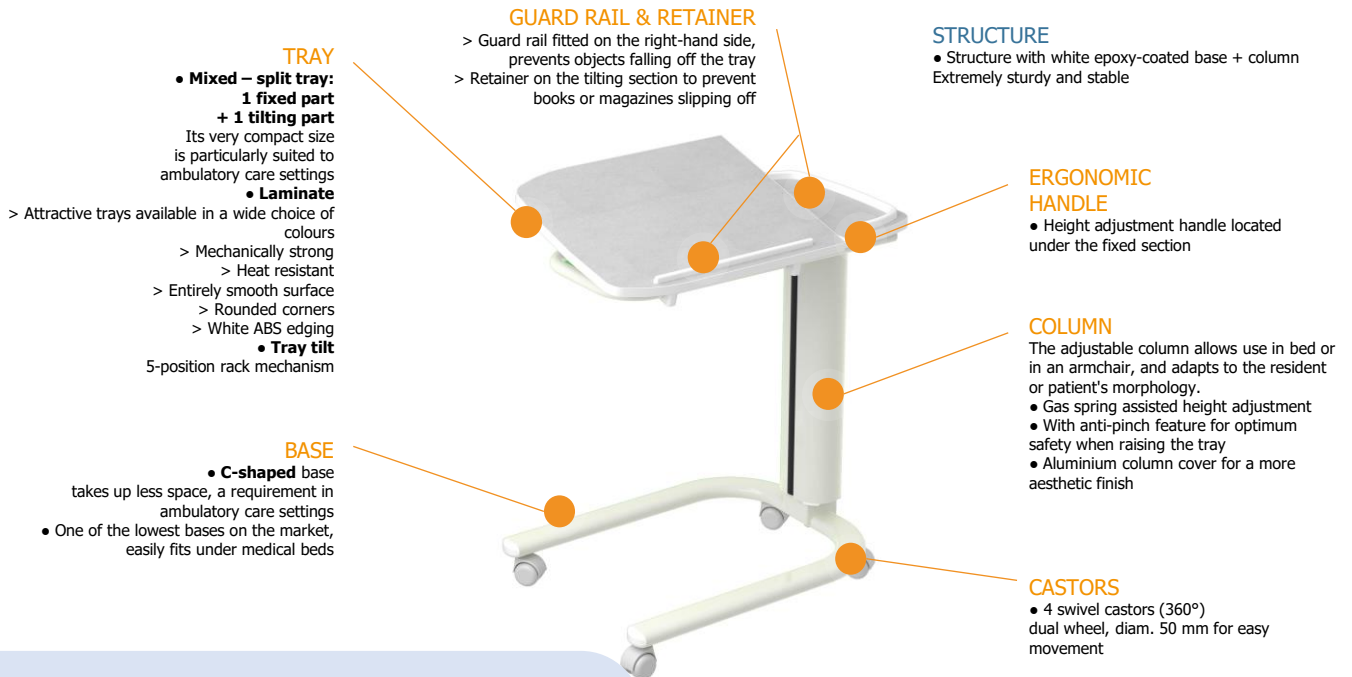 GUARD RAIL & RETAINER
> Guard rail fitted on the right-hand side,
prevents objects falling off the tray
> Retainer on the tilting section to prevent
books or magazines slipping off
STRUCTURE
● Structure with white epoxy-coated base + column
Extremely sturdy and stable
TRAY
● Mixed – split tray:
1 fixed part
+ 1 tilting part
Its very compact size
is particularly suited to
ambulatory care settings
● Laminate
> Attractive trays available in a wide choice of
colours
> Mechanically strong
> Heat resistant
> Entirely smooth surface
> Rounded corners
> White ABS edging
● Tray tilt
5-position rack mechanism
ERGONOMIC
HANDLE
● Height adjustment handle located
under the fixed section
COLUMN
The adjustable column allows use in bed or
in an armchair, and adapts to the resident
or patient's morphology.
● Gas spring assisted height adjustment
● With anti-pinch feature for optimum
safety when raising the tray
● Aluminium column cover for a more
aesthetic finish
BASE
● C-shaped base
takes up less space, a requirement in
ambulatory care settings
● One of the lowest bases on the market,
easily fits under medical beds
CASTORS
● 4 swivel castors (360°)
dual wheel, diam. 50 mm for easy
movement